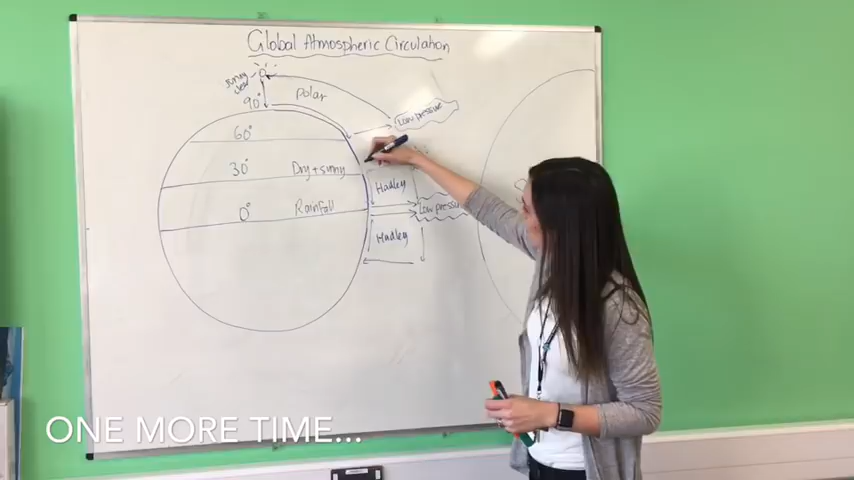 Global Atmospheric Circulation
90°
Polar
Low pressure
60°
30° Dry + sunny
Hadley
0° Rainfall
Low pressure
Hadley
ONE MORE TIME...